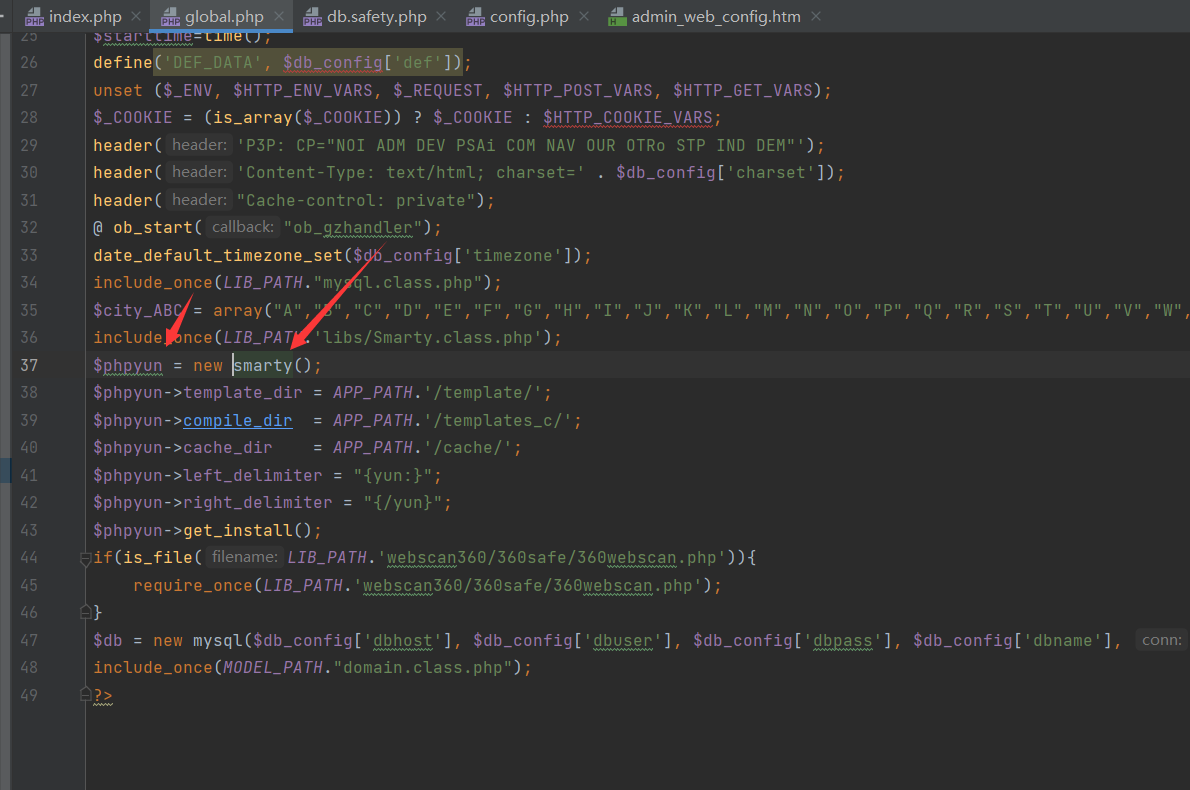 index.php global.php db.safety.php config.php admin_web_config.htm
25 $starttime=time();
26 define('DEF_DATA', $db_config['def']);
27 unset ($_ENV, $HTTP_ENV_VARS, $_REQUEST, $HTTP_POST_VARS, $HTTP_GET_VARS);
28 $_COOKIE = (is_array($_COOKIE)) ? $_COOKIE : $HTTP_COOKIE_VARS;
29 header( header: 'P3P: CP="NOI ADM DEV PSAi COM NAV OUR OTRo STP IND DEM"');
30 header( header: 'Content-Type: text/html; charset=' . $db_config['charset']);
31 header( header: "Cache-control: private");
32 @ ob_start( callback: "ob_gzhandler");
33 date_default_timezone_set($db_config['timezone']);
34 include_once(LIB_PATH."mysql.class.php");
35 $city_ABC = array("A","B","C","D","E","F","G","H","I","J","K","L","M","N","O","P","Q","R","S","T","U","V","W",
36 include_once(LIB_PATH.'libs/Smarty.class.php');
37 $phpyun = new smarty();
38 $phpyun->template_dir = APP_PATH.'/template/';
39 $phpyun->compile_dir = APP_PATH.'/templates_c/';
40 $phpyun->cache_dir = APP_PATH.'/cache/';
41 $phpyun->left_delimiter = "{yun:}";
42 $phpyun->right_delimiter = "{/yun}";
43 $phpyun->get_install();
44 if(is_file( filename: LIB_PATH.'webscan360/360safe/360webscan.php')){
45 require_once(LIB_PATH.'webscan360/360safe/360webscan.php');
46 }
47 $db = new mysql($db_config['dbhost'], $db_config['dbuser'], $db_config['dbpass'], $db_config['dbname'], conn:
48 include_once(MODEL_PATH."domain.class.php");
49 ?>